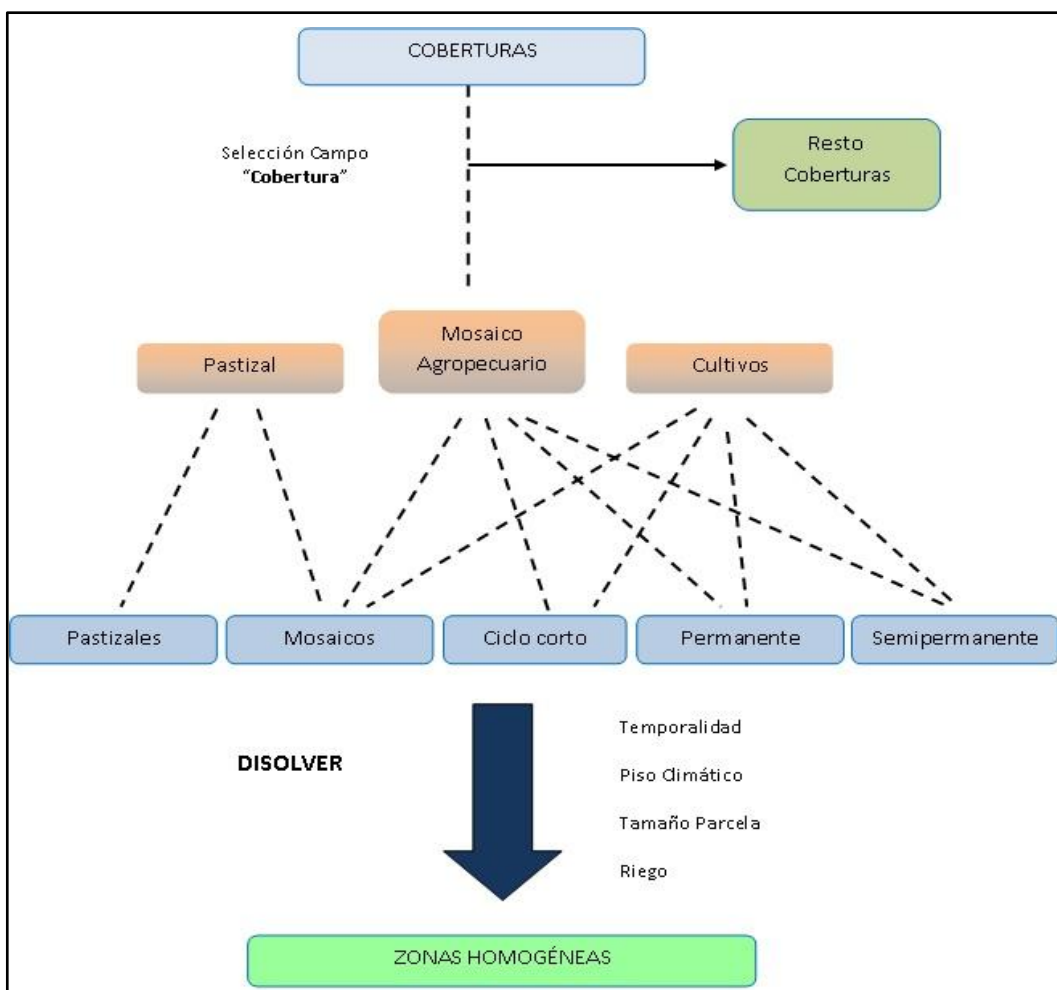 COBERTURAS
Selección Campo
“Cobertura”
Resto
Coberturas
Pastizal
Mosaico
Agropecuario
Cultivos
Pastizales
Mosaicos
Ciclo corto
Permanente
Semipermanente
DISOLVER
Temporalidad
Piso Climático
Tamaño Parcela
Riego
ZONAS HOMOGÉNEAS